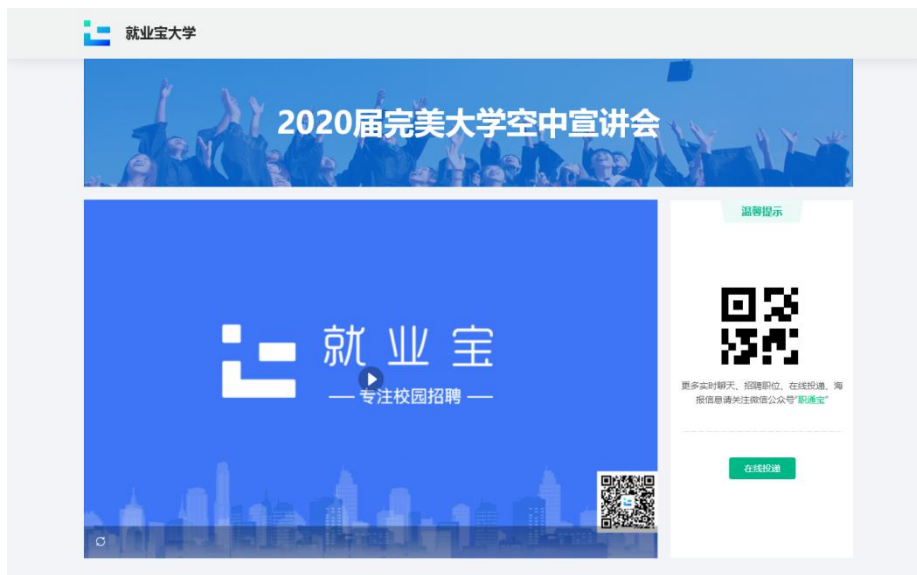 就业宝大学
2020届完美大学空中宣讲会
就业宝
— 专注校园招聘 —
温馨提示
更多实时聊天、招聘职位、在线投递、海
报信息请关注微信公众号“职通宝”
在线投递